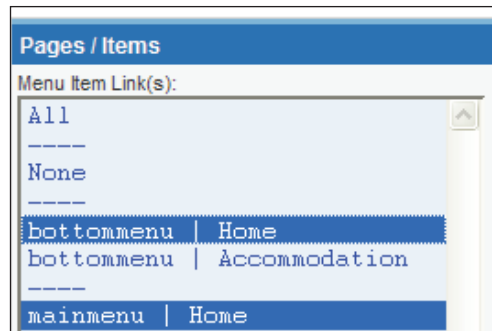 Pages / Items
Menu Item Link(s):
All
----
None
----
bottommenu | Home
bottommenu | Accommodation
----
mainmenu | Home